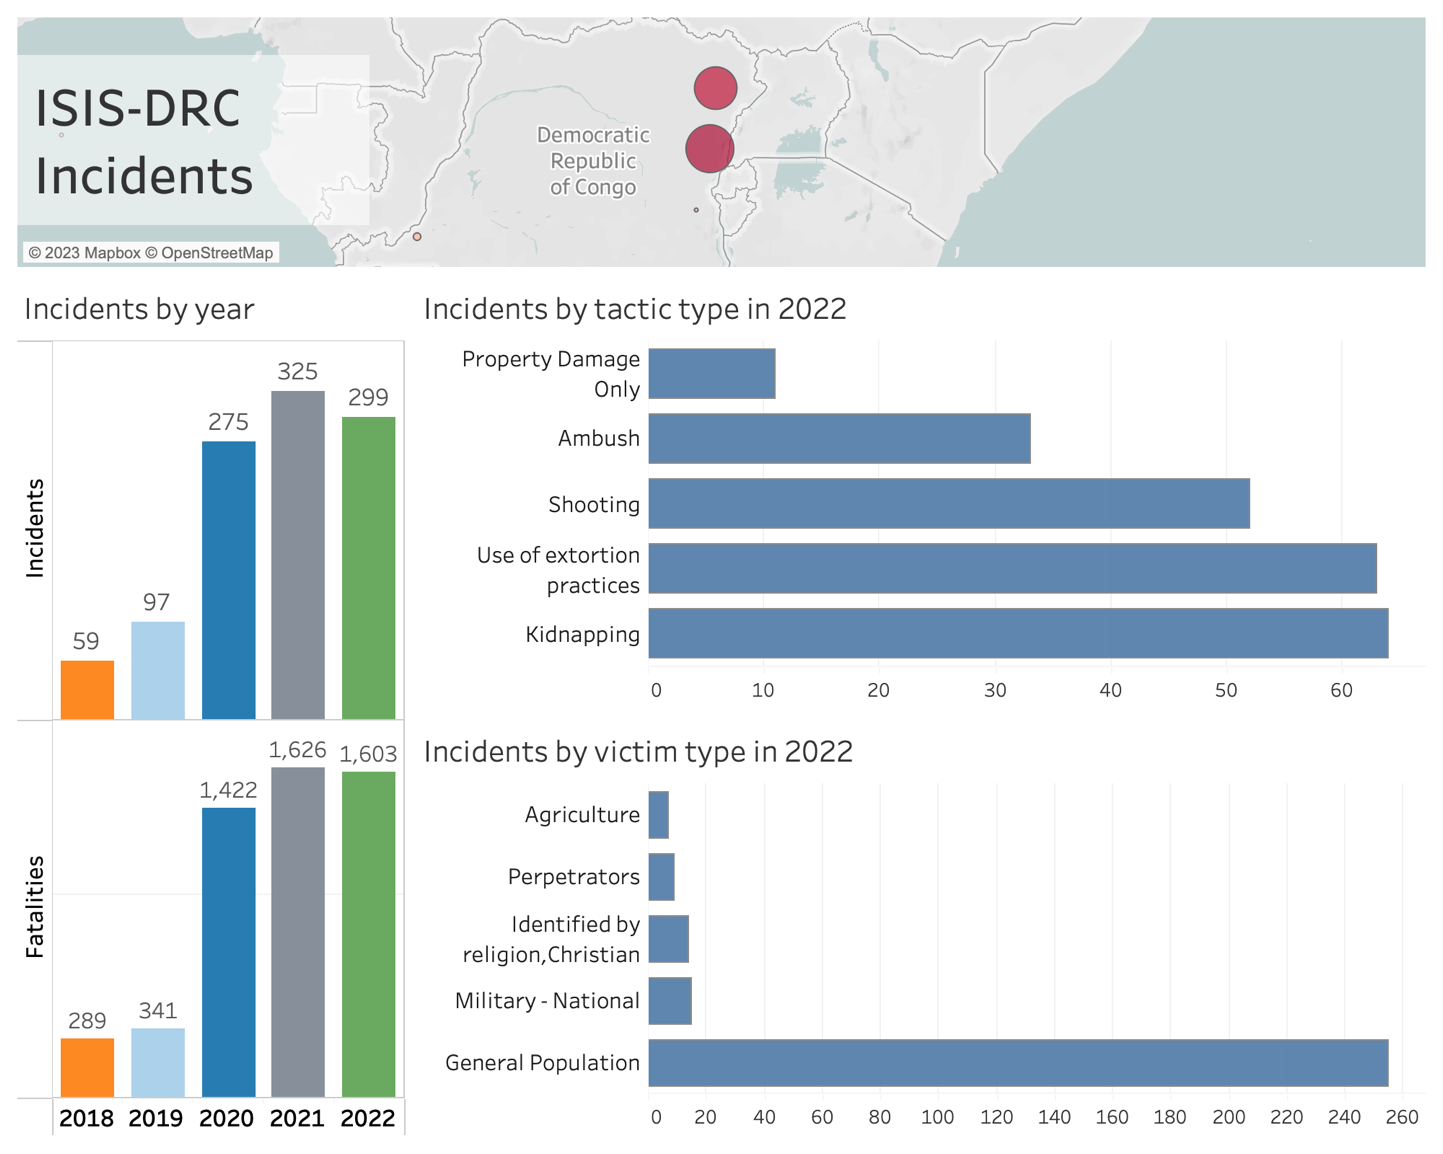 ISIS-DRC
Incidents
Democratic
Republic
of Congo
© 2023 Mapbox © OpenStreetMap
Incidents by year
Incidents
325
299
275
97
59
Fatalities
1,626
1,603
1,422
341
289
2018 2019 2020 2021 2022
Incidents by tactic type in 2022
Property Damage
Only
Ambush
Shooting
Use of extortion
practices
Kidnapping
0 10 20 30 40 50 60
Incidents by victim type in 2022
Agriculture
Perpetrators
Identified by
religion,Christian
Military - National
General Population
0 20 40 60 80 100 120 140 160 180 200 220 240 260